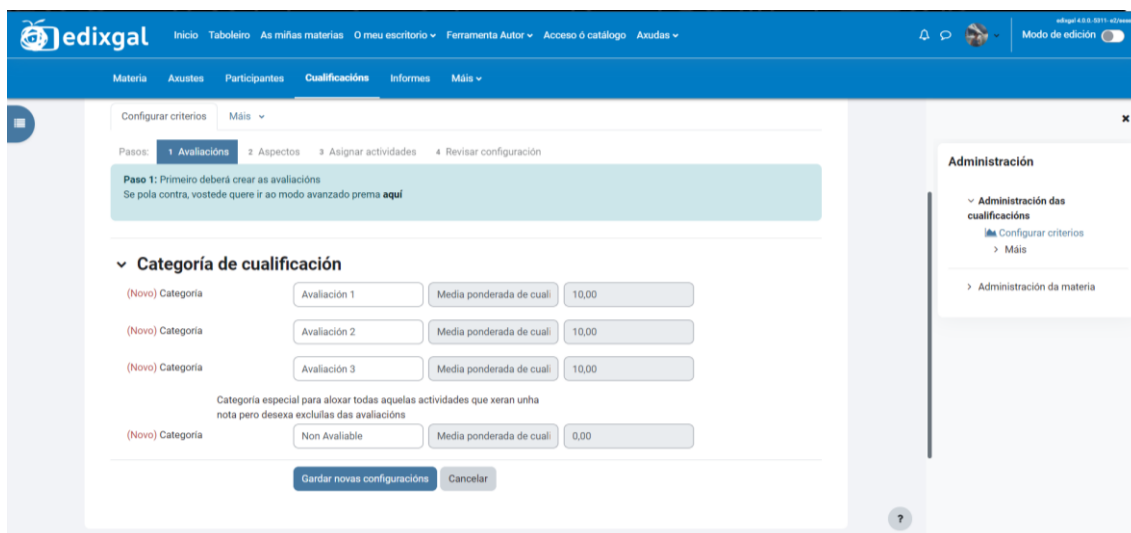 edixgal 4.0.0.-5311-
edixgal
Inicio Taboleiro As miñas materias O meu escritorio Ferramenta Autor Acceso ó catálogo Axudas
Modo de edición
Materia Axustes Participantes Cualificacións Informes Máis
Configurar criterios Máis
Pasos: 1 Avaliacións 2 Aspectos 3 Asignar actividades 4 Revisar configuración
Paso 1: Primeiro deberá crear as avaliacións
Se pola contra, vostede quere ir ao modo avanzado prema aquí
Categoría de cualificación
(Novo) Categoría Avaliación 1 Media ponderada de cuali 10,00
(Novo) Categoría Avaliación 2 Media ponderada de cuali 10,00
(Novo) Categoría Avaliación 3 Media ponderada de cuali 10,00
Categoría especial para aloxar todas aquelas actividades que xeran unha
nota pero desexa excluílas das avaliacións
(Novo) Categoría Non Avaliable Media ponderada de cuali 0,00
Gardar novas configuracións Cancelar
Administración
Administración das
cualificacións
Configurar criterios
Máis
Administración da materia
?